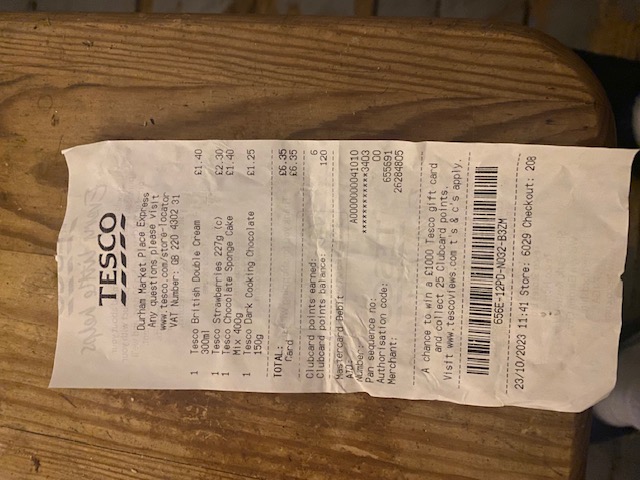 TESCO
Durham Market Place Express
Any questions please visit
www.tesco.com/store-locator
VAT Number: GB 220 4302 31
1 Tesco British Double Cream £1.40
300ml
1 Tesco Strawberries 227g (c) £2.30
1 Tesco Chocolate Sponge Cake £1.40
Mix 400g
1 Tesco Dark Cooking Chocolate £1.25
150g
TOTAL: £6.35
Card £6.35
Clubcard points earned: 6
Clubcard points balance: 120
Mastercard Debit
AID: A0000000041010
Number: ************3403
Pan sequence no: 00
Authorisation code: 655691
Merchant: 26284805
A chance to win a £1000 Tesco gift card
and collect 25 Clubcard points.
Visit www.tescoviews.com t's & c's apply.
656E-12PD-N032-B3ZM
23/10/2023 11:41 Store: 6029 Checkout: 208